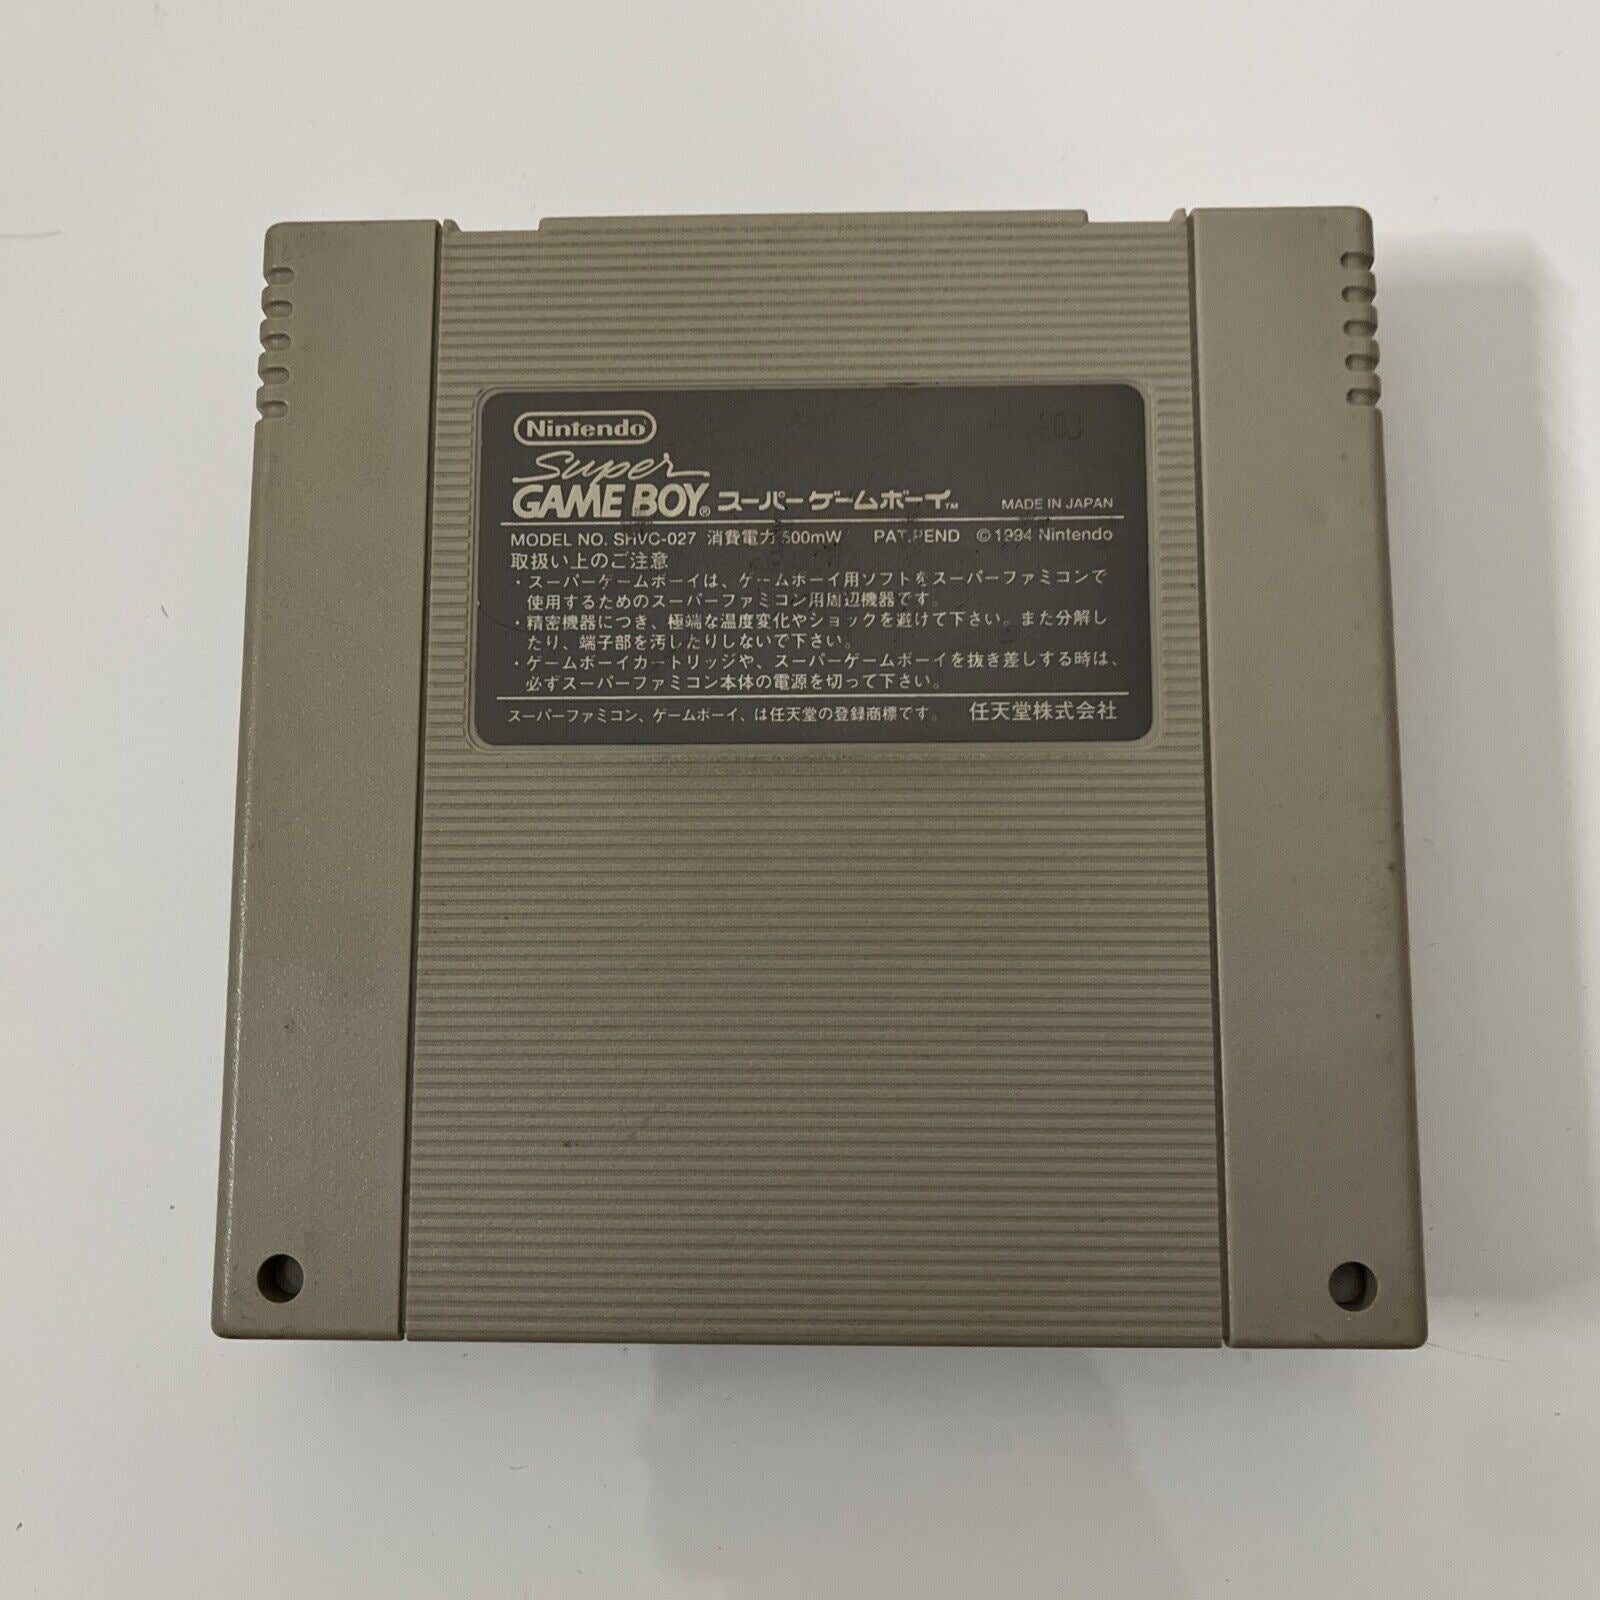 Nintendo
Super
GAME BOY® スーパーゲームボーイ™ MADE IN JAPAN
MODEL NO. SHVC-027 消費電力 500mW PAT.PEND ©1994 Nintendo
取扱い上のご注意
・スーパーゲームボーイは、ゲームボーイ用ソフトをスーパーファミコンで
使用するためのスーパーファミコン用周辺機器です。
・精密機器につき、極端な温度変化やショックを避けて下さい。また分解し
たり、端子部を汚したりしないで下さい。
・ゲームボーイカートリッジや、スーパーゲームボーイを抜き差しする時は、
必ずスーパーファミコン本体の電源を切って下さい。
スーパーファミコン、ゲームボーイ、は任天堂の登録商標です。 任天堂株式会社